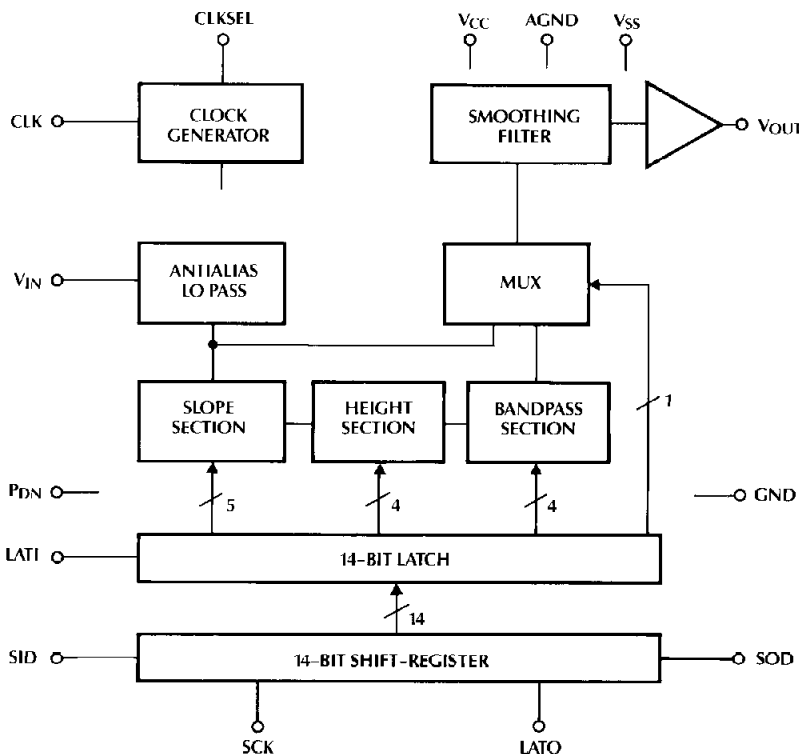 CLKSEL
VCC AGND VSS
CLK
CLOCK
GENERATOR
SMOOTHING
FILTER
VOUT
VIN
ANTIALIAS
LO PASS
MUX
SLOPE
SECTION
HEIGHT
SECTION
BANDPASS
SECTION
1
PDN
5
4
4
GND
LATI
14-BIT LATCH
14
SID
14-BIT SHIFT-REGISTER
SOD
SCK
LATO